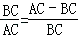 BC/AC = (AC − BC)/BC